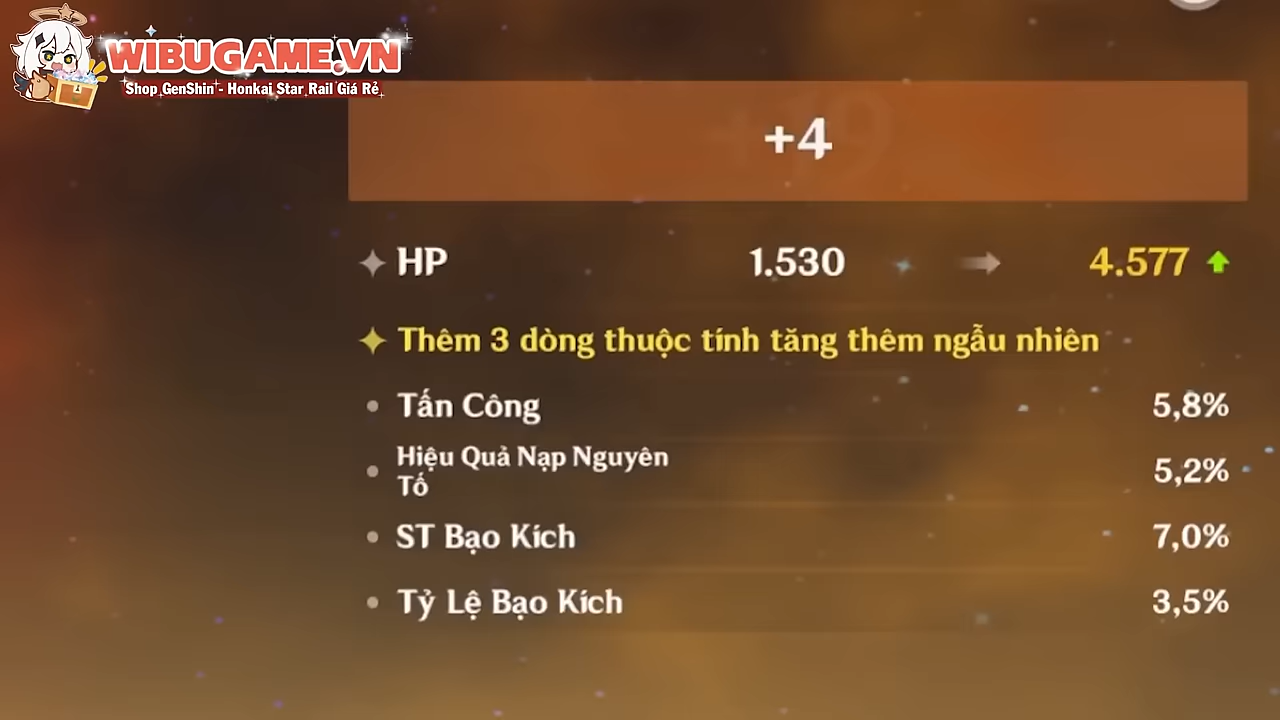 WIBUGAME.VN
Shop GenShin - Honkai Star Rail Giá Rẻ
+4
HP 1.530 4.577
Thêm 3 dòng thuộc tính tăng thêm ngẫu nhiên
Tấn Công 5,8%
Hiệu Quả Nạp Nguyên
Tố 5,2%
ST Bạo Kích 7,0%
Tỷ Lệ Bạo Kích 3,5%